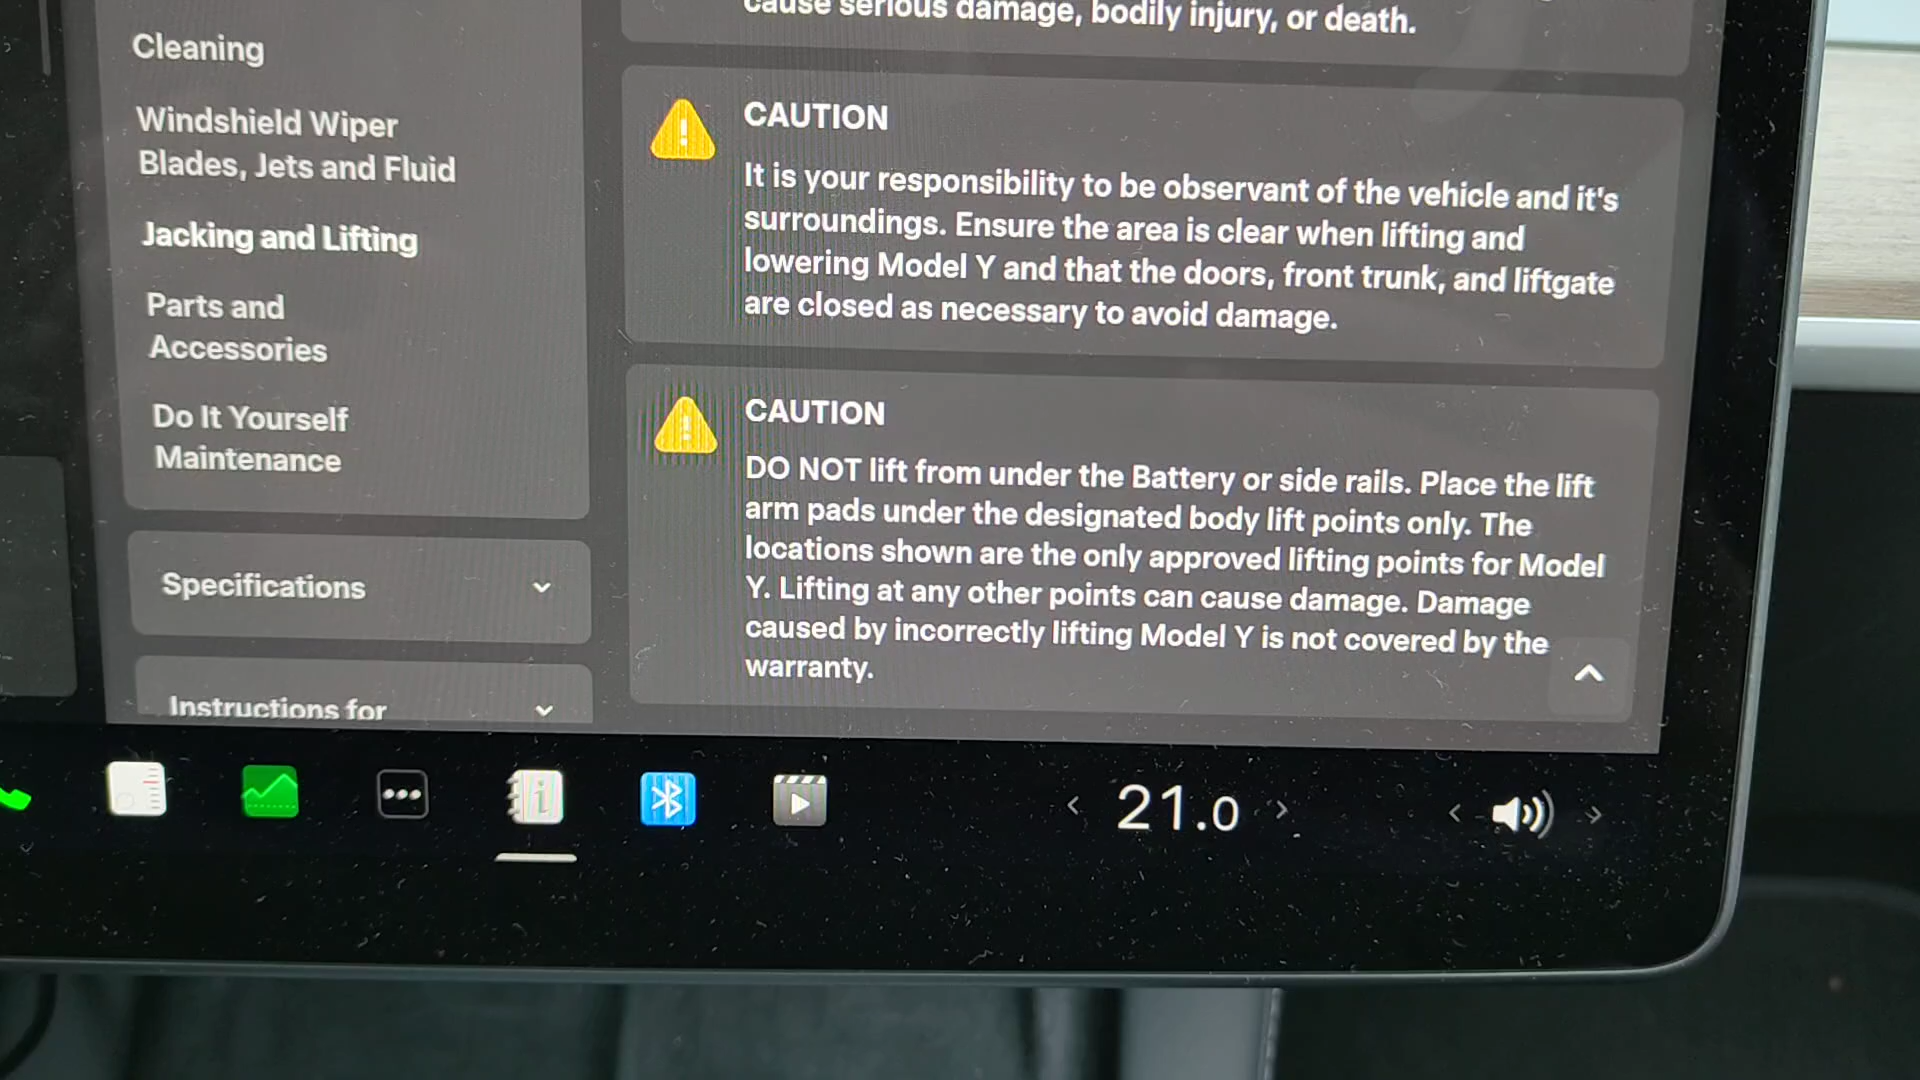 Cleaning
Windshield Wiper
Blades, Jets and Fluid
Jacking and Lifting
Parts and
Accessories
Do It Yourself
Maintenance
Specifications
Instructions for
cause serious damage, bodily injury, or death.
CAUTION
It is your responsibility to be observant of the vehicle and it's
surroundings. Ensure the area is clear when lifting and
lowering Model Y and that the doors, front trunk, and liftgate
are closed as necessary to avoid damage.
CAUTION
DO NOT lift from under the Battery or side rails. Place the lift
arm pads under the designated body lift points only. The
locations shown are the only approved lifting points for Model
Y. Lifting at any other points can cause damage. Damage
caused by incorrectly lifting Model Y is not covered by the
warranty.
21.0